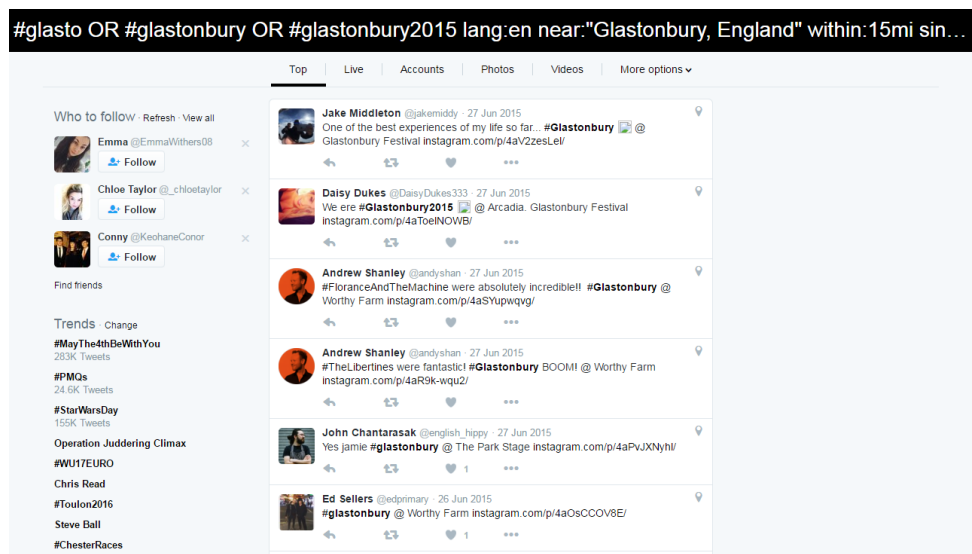 #glasto OR #glastonbury OR #glastonbury2015 lang:en near:"Glastonbury, England" within:15mi sin...
Top Live Accounts Photos Videos More options
Who to follow · Refresh · View all
Emma @EmmaWithers08
Follow
Chloe Taylor @_chloetaylor
Follow
Conny @KeohaneConor
Follow
Find friends
Trends · Change
#MayThe4thBeWithYou
283K Tweets
#PMQs
24.6K Tweets
#StarWarsDay
155K Tweets
Operation Juddering Climax
#WU17EURO
Chris Read
#Toulon2016
Steve Ball
#ChesterRaces
Jake Middleton @jakemiddy · 27 Jun 2015
One of the best experiences of my life so far... #Glastonbury @
Glastonbury Festival instagram.com/p/4aV2zesLel/
Daisy Dukes @DaisyDukes333 · 27 Jun 2015
We ere #Glastonbury2015 @ Arcadia. Glastonbury Festival
instagram.com/p/4aToelNOWB/
Andrew Shanley @andyshan · 27 Jun 2015
#FloranceAndTheMachine were absolutely incredible!! #Glastonbury @
Worthy Farm instagram.com/p/4aSYupwqvg/
Andrew Shanley @andyshan · 27 Jun 2015
#TheLibertines were fantastic! #Glastonbury BOOM! @ Worthy Farm
instagram.com/p/4aR9k-wqu2/
John Chantarasak @english_hippy · 27 Jun 2015
Yes jamie #glastonbury @ The Park Stage instagram.com/p/4aPvJXNyhl/
1
Ed Sellers @edprimary · 26 Jun 2015
#glastonbury @ Worthy Farm instagram.com/p/4aOsCCOV8E/
1